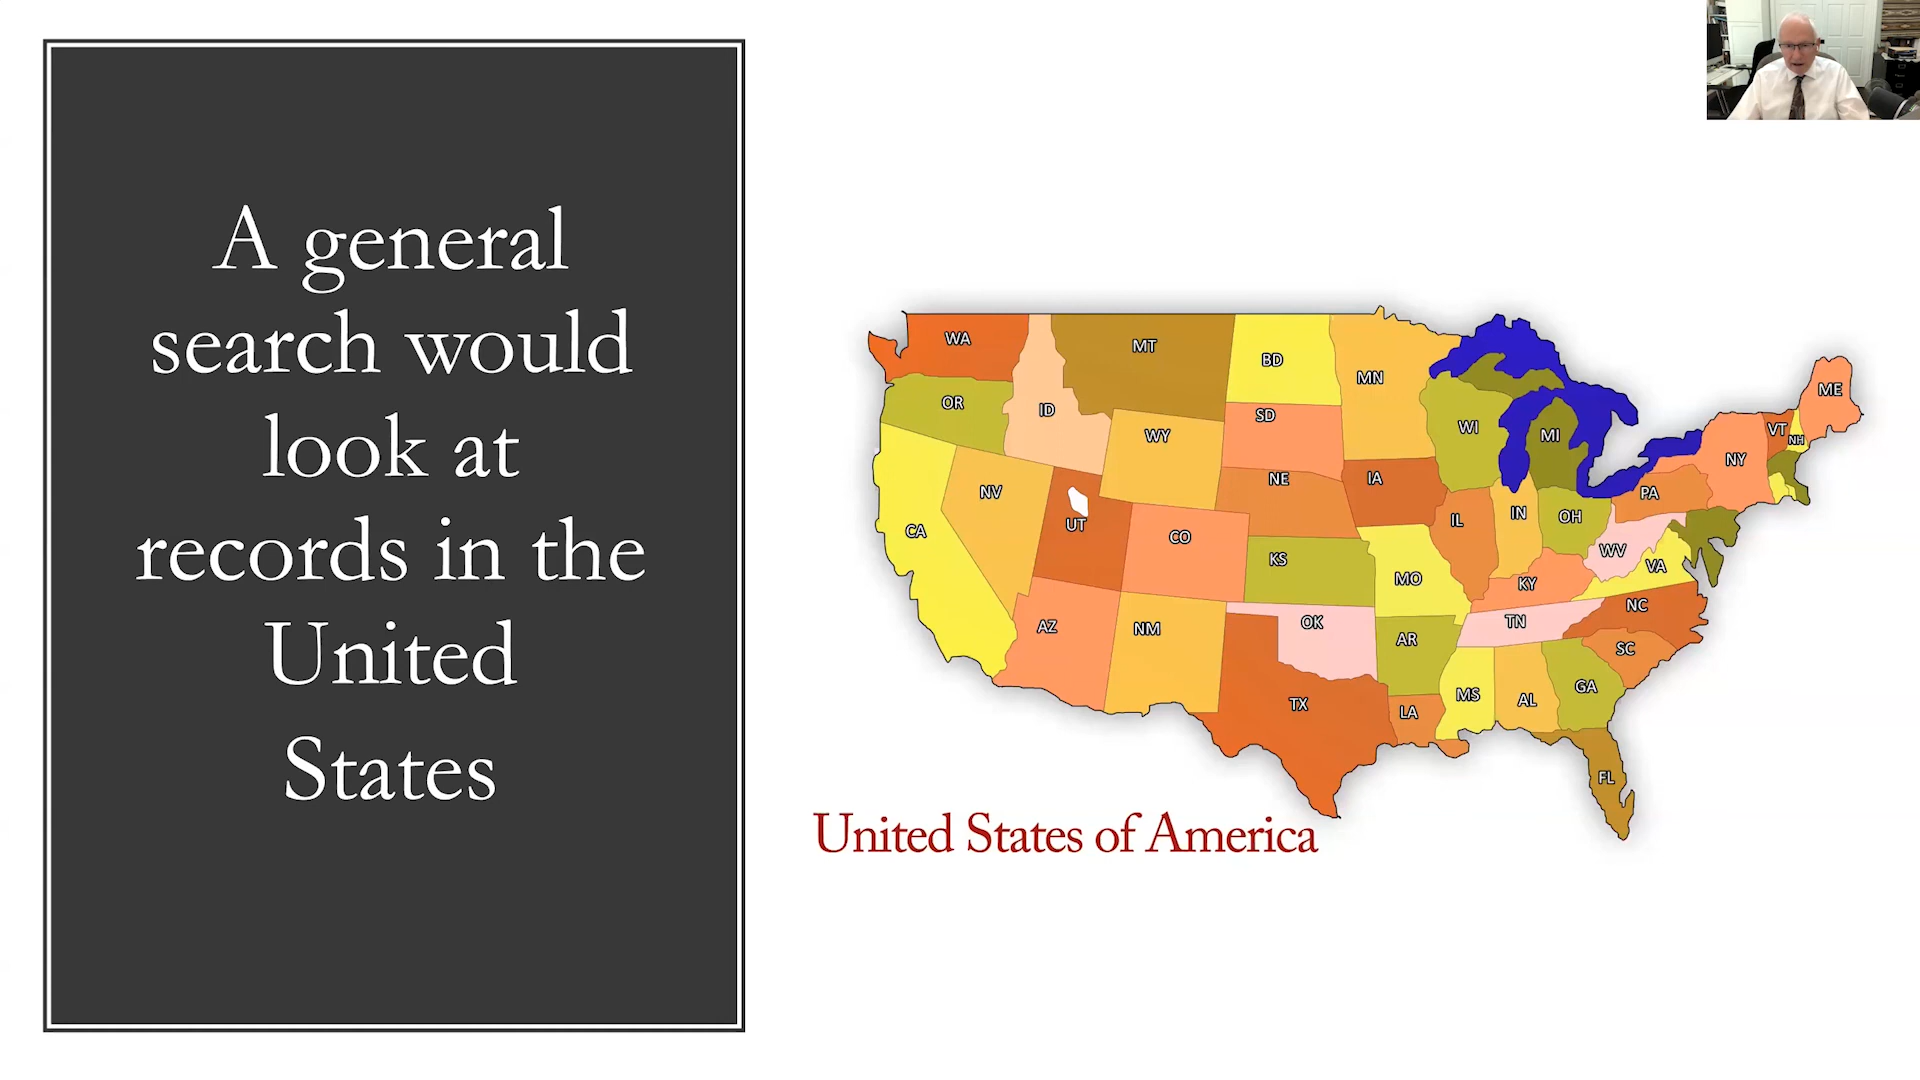 A general
search would
look at
records in the
United
States
WA
MT
BD
MN
ME
OR
ID
SD
WI
MI
VT
NH
WY
NY
NV
NE
IA
PA
UT
CA
CO
IL
IN
OH
KS
MO
WV
VA
KY
AZ
NM
OK
AR
TN
NC
SC
TX
LA
MS
AL
GA
FL
United States of America